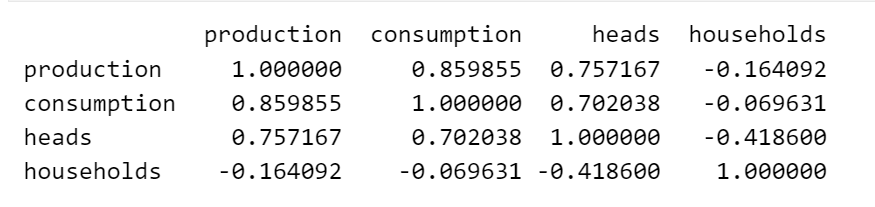 production consumption heads households
production 1.000000 0.859855 0.757167 -0.164092
consumption 0.859855 1.000000 0.702038 -0.069631
heads 0.757167 0.702038 1.000000 -0.418600
households -0.164092 -0.069631 -0.418600 1.000000